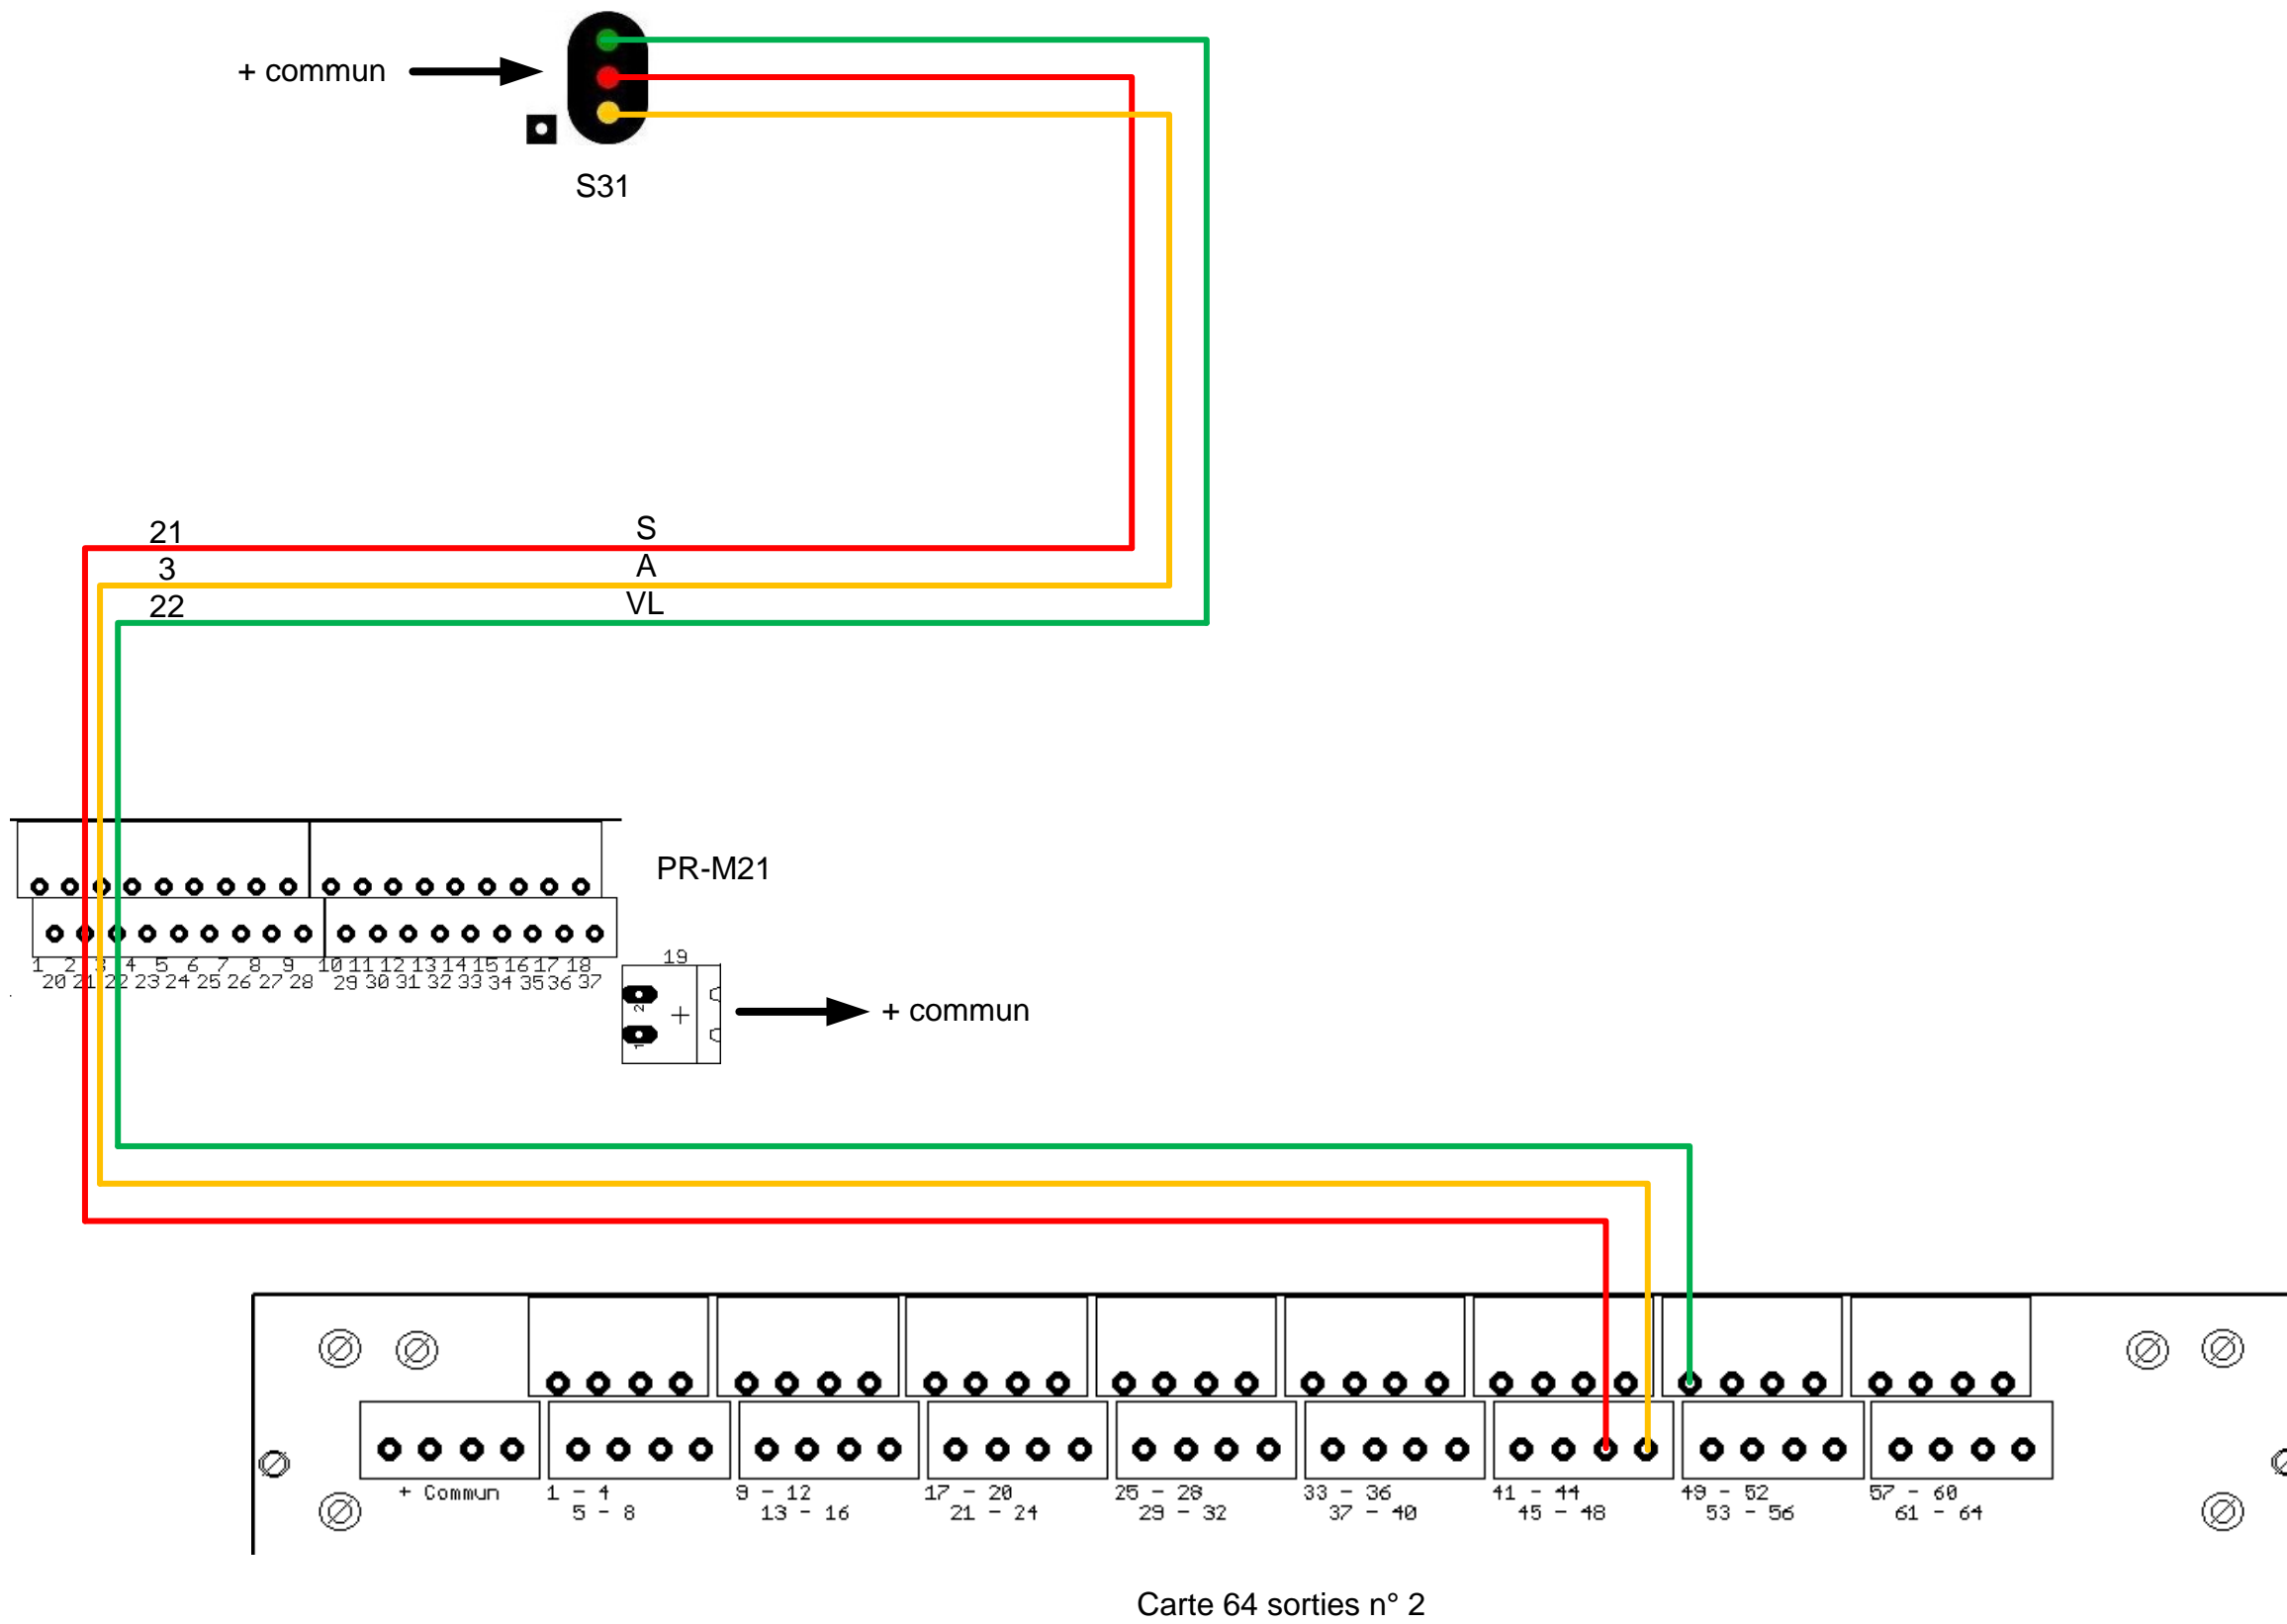 + commun
S31
21 S
3 A
22 VL
PR-M21
1 2 3 4 5 6 7 8 9 10 11 12 13 14 15 16 17 18
20 21 22 23 24 25 26 27 28 29 30 31 32 33 34 35 36 37
19
2
+
1
+ commun
+ Commun 1 - 4 9 - 12 17 - 20 25 - 28 33 - 36 41 - 44 49 - 52 57 - 60
5 - 8 13 - 16 21 - 24 29 - 32 37 - 40 45 - 48 53 - 56 61 - 64
Carte 64 sorties n° 2